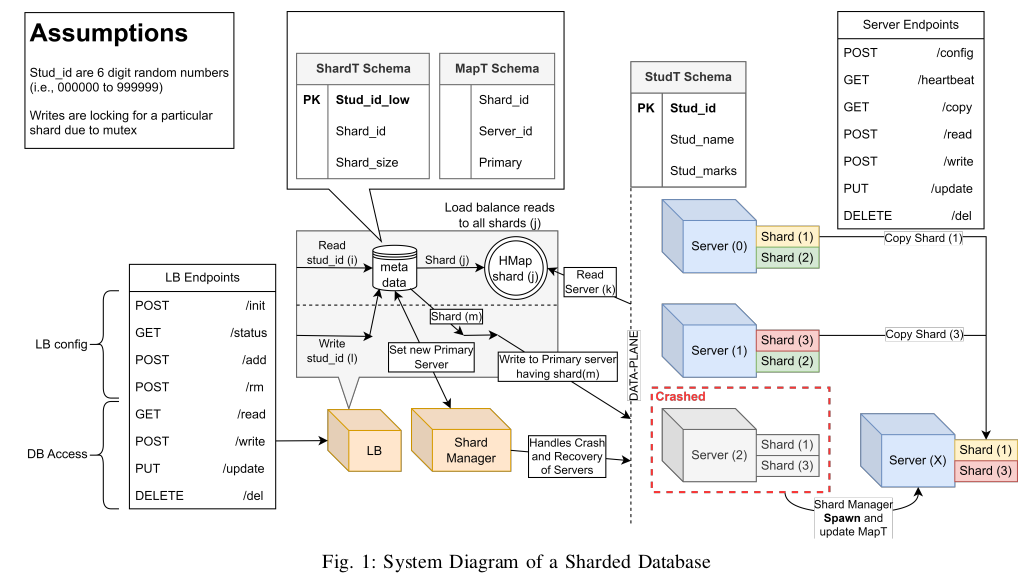 Assumptions
Stud_id are 6 digit random numbers
(i.e., 000000 to 999999)
Writes are locking for a particular
shard due to mutex
ShardT Schema
PK Stud_id_low
Shard_id
Shard_size
MapT Schema
Shard_id
Server_id
Primary
StudT Schema
PK Stud_id
Stud_name
Stud_marks
Server Endpoints
POST /config
GET /heartbeat
GET /copy
POST /read
POST /write
PUT /update
DELETE /del
Load balance reads
to all shards (j)
Read
stud_id (i)
meta
data
Shard (j)
HMap
shard (j)
Read
Server (k)
Shard (m)
Write
stud_id (l)
Set new Primary
Server
Write to Primary server
having shard(m)
DATA-PLANE
LB Endpoints
POST /init
GET /status
POST /add
POST /rm
GET /read
POST /write
PUT /update
DELETE /del
LB config
DB Access
LB
Shard
Manager
Handles Crash
and Recovery
of Servers
Server (0)
Shard (1)
Shard (2)
Copy Shard (1)
Server (1)
Shard (3)
Shard (2)
Copy Shard (3)
Crashed
Server (2)
Shard (1)
Shard (3)
Server (X)
Shard (1)
Shard (3)
Shard Manager
Spawn and
update MapT
Fig. 1: System Diagram of a Sharded Database